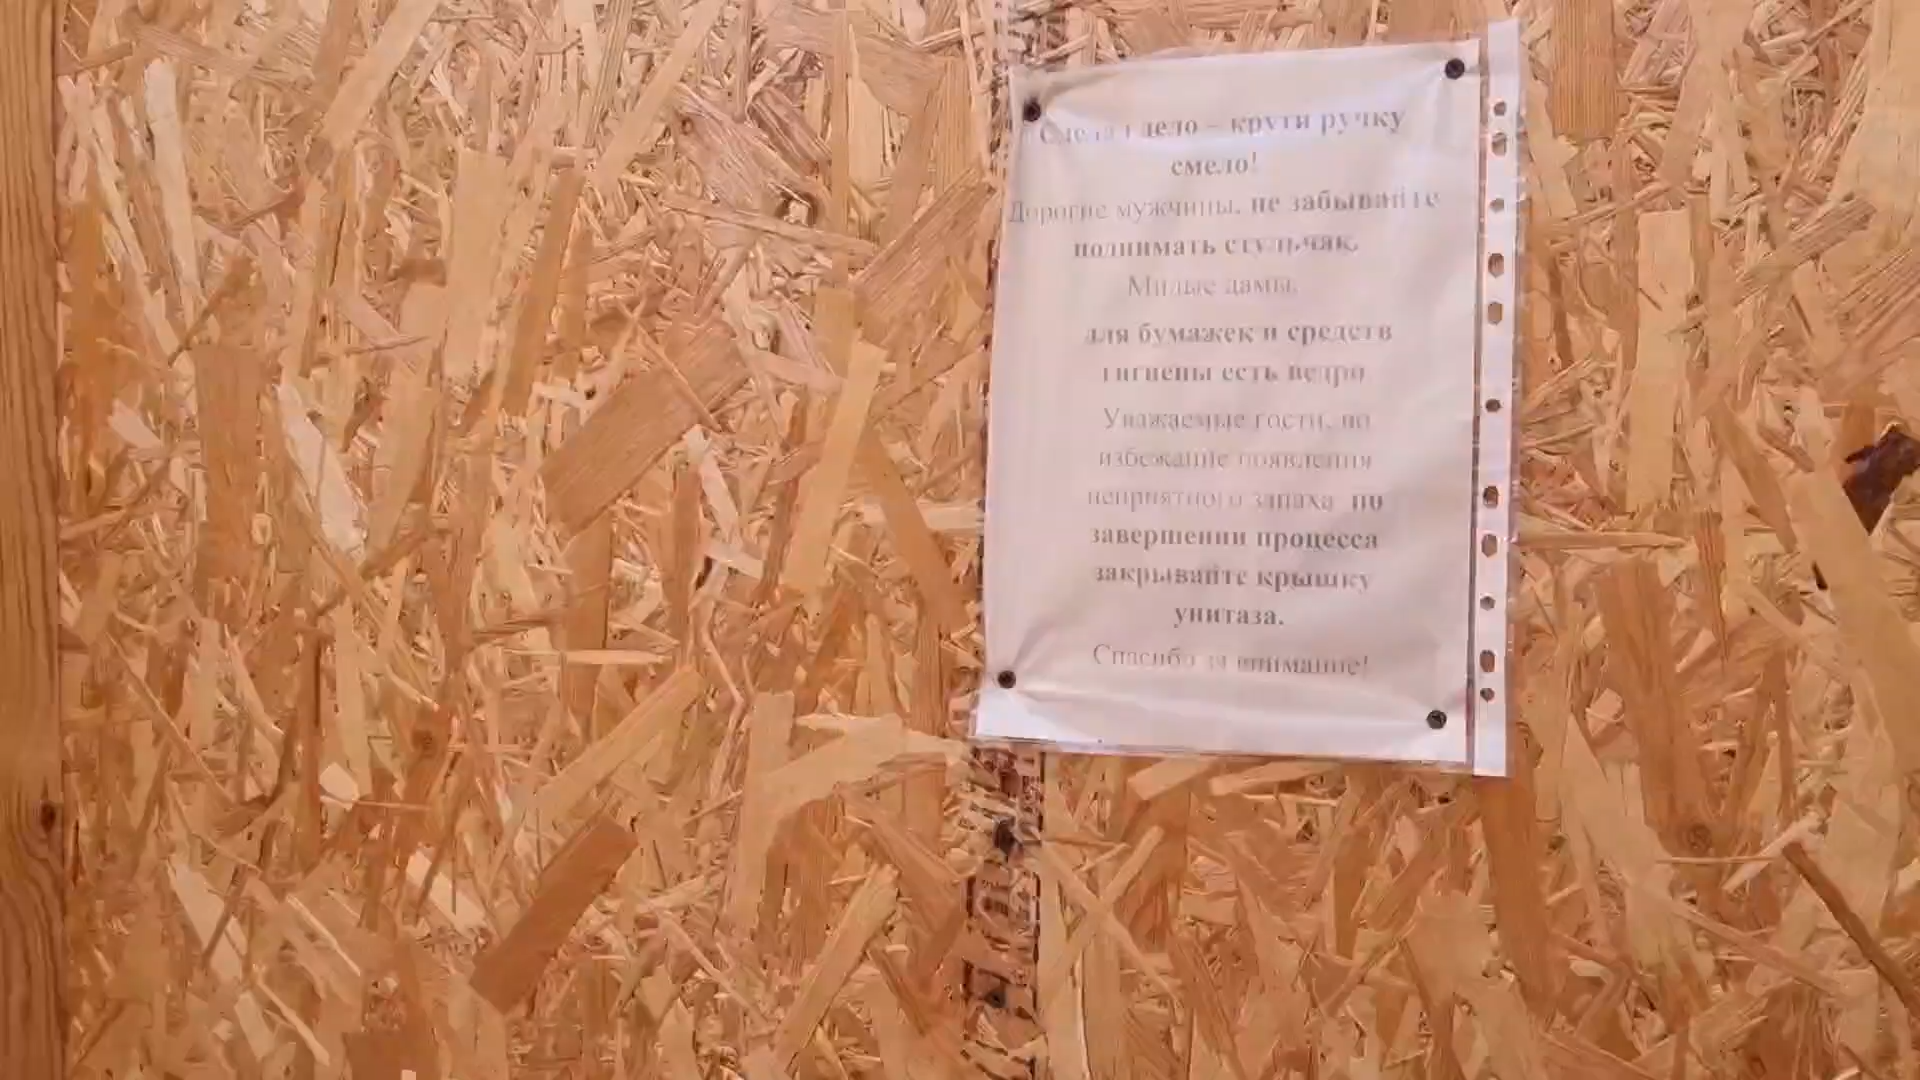 Сделал дело – крути ручку
смело!
Дорогие мужчины, не забывайте
поднимать стульчак.
Милые дамы,
для бумажек и средств
гигиены есть ведро
Уважаемые гости, во
избежание появления
неприятного запаха по
завершении процесса
закрывайте крышку
унитаза.
Спасибо за внимание!